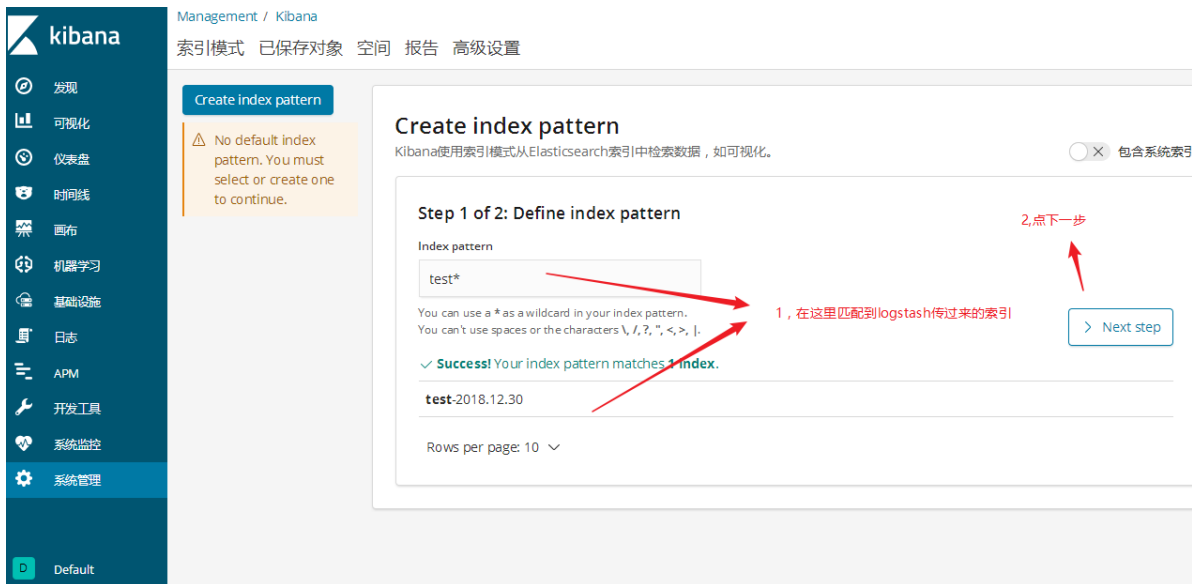 kibana
发现
可视化
仪表盘
时间线
画布
机器学习
基础设施
日志
APM
开发工具
系统监控
系统管理
D Default
Management / Kibana
索引模式 已保存对象 空间 报告 高级设置
Create index pattern
No default index
pattern. You must
select or create one
to continue.
Create index pattern
Kibana使用索引模式从Elasticsearch索引中检索数据，如可视化。
包含系统索引
Step 1 of 2: Define index pattern
Index pattern
test*
You can use a * as a wildcard in your index pattern.
You can't use spaces or the characters \, /, ?, ", <, >, |.
Success! Your index pattern matches 1 index.
test-2018.12.30
Rows per page: 10
1，在这里匹配到logstash传过来的索引
2,点下一步
Next step